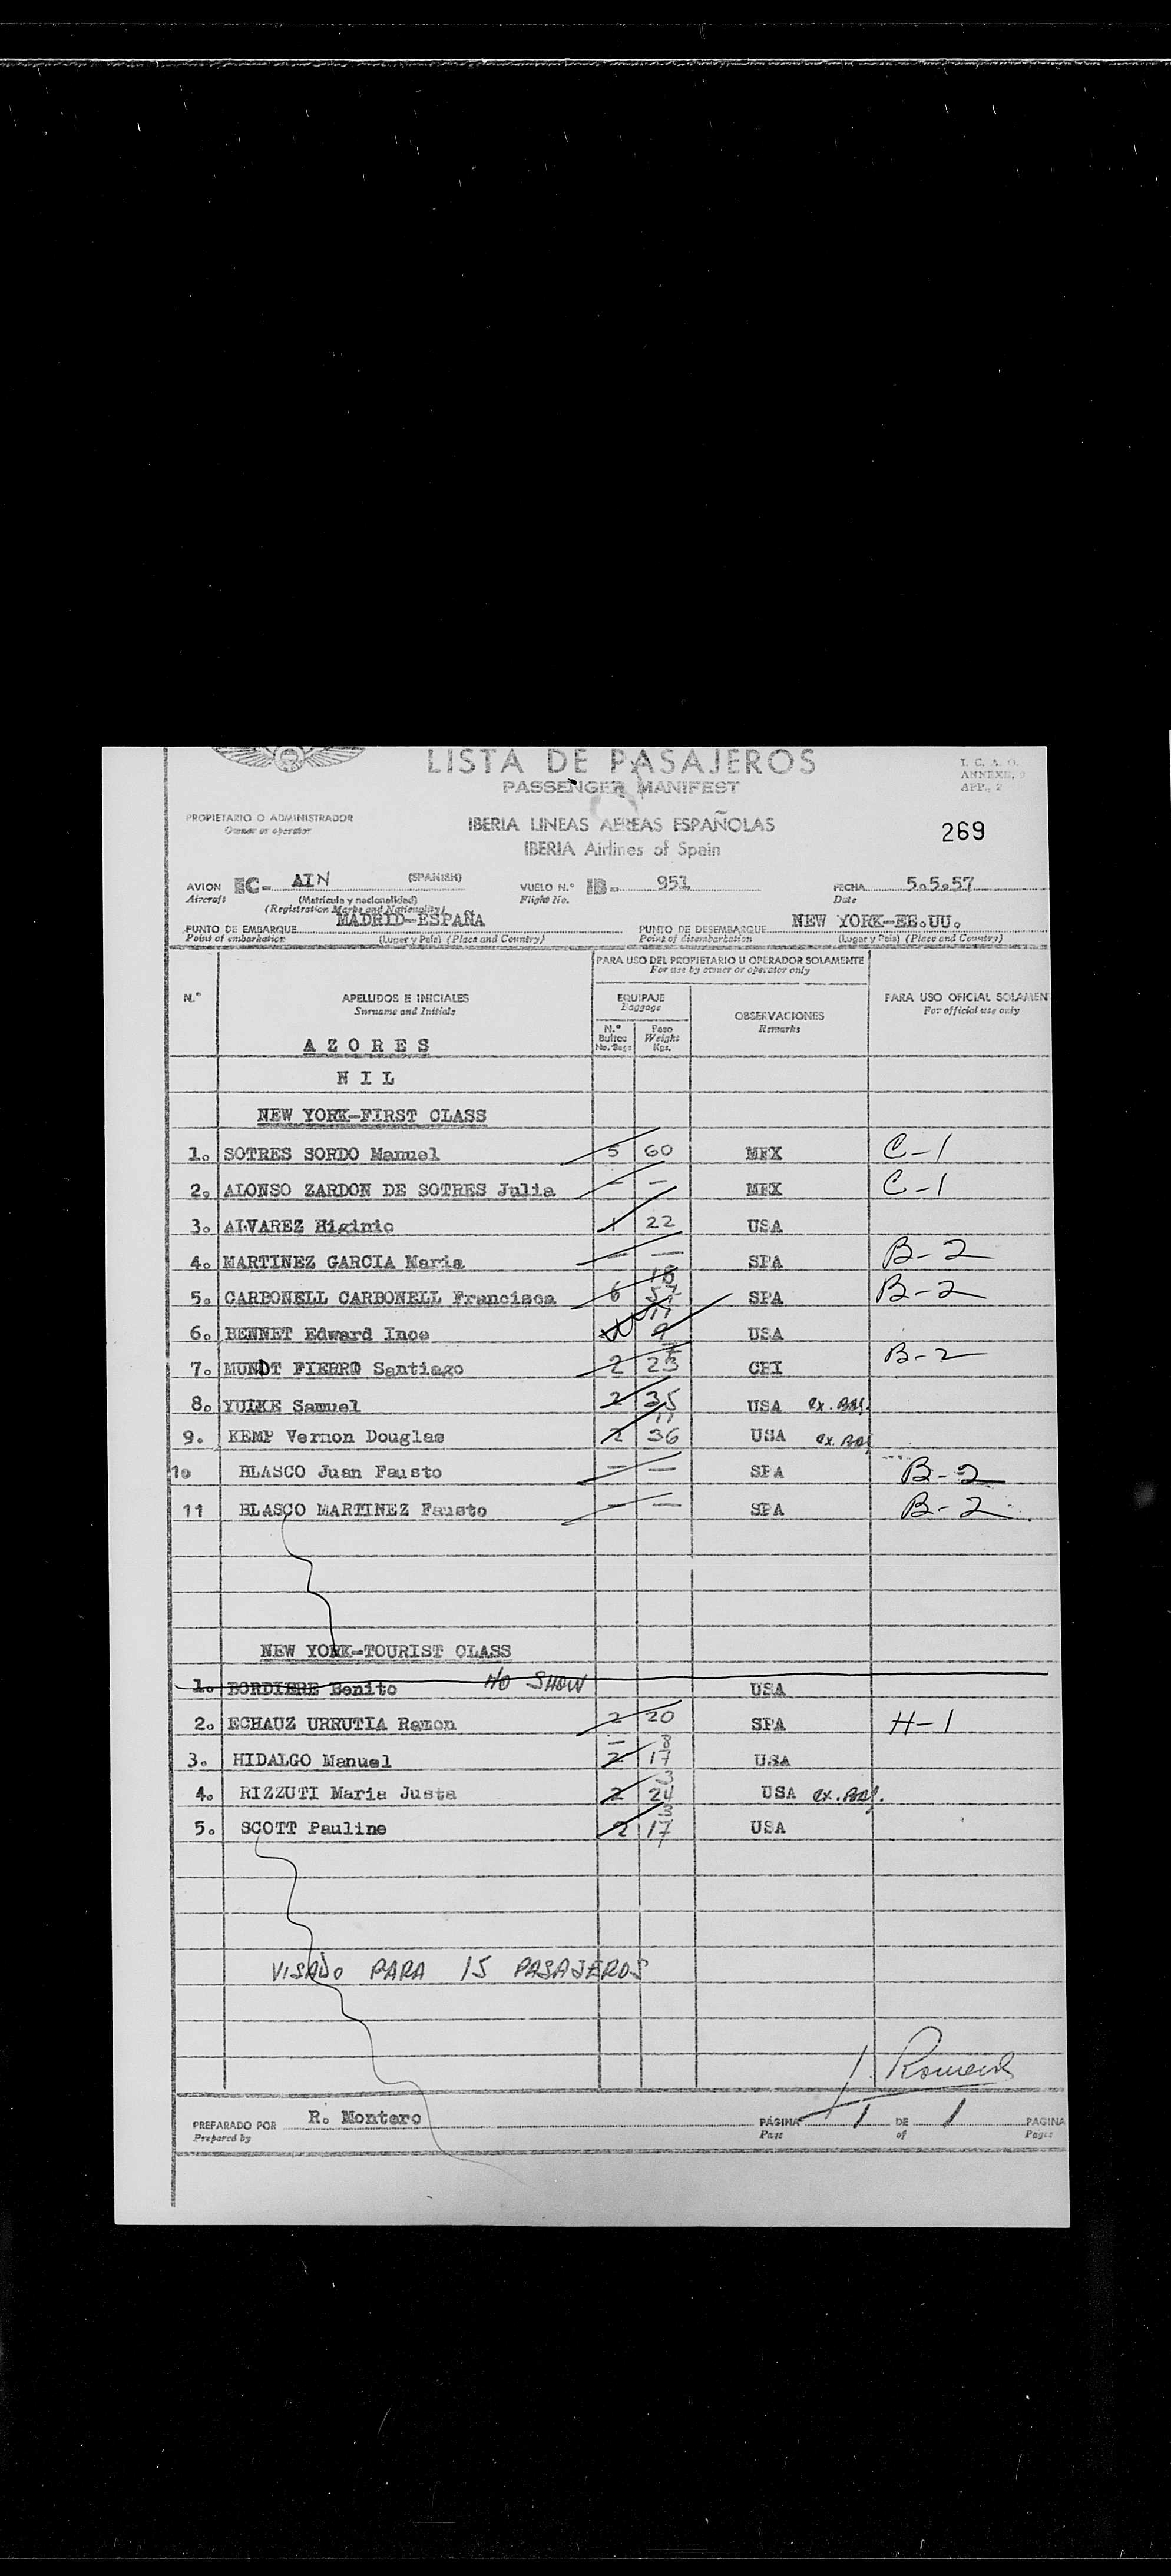 LISTA DE PASAJEROS
PASSENGER MANIFEST
I. C. A. O.
ANNEXE, 9
APP., 2
PROPIETARIO O ADMINISTRADOR
Owner or operator
IBERIA LINEAS AEREAS ESPAÑOLAS
IBERIA Airlines of Spain
269
AVION EC- AIN (SPANISH) VUELO N.° IB- 951 FECHA 5.5.57
Aircraft (Matrícula y nacionalidad) Flight No. Date
(Registration Marks and Nationality)
PUNTO DE EMBARQUE MADRID-ESPAÑA PUNTO DE DESEMBARQUE NEW YORK-EE.UU.
Point of embarkation (Lugar y País) (Place and Country) Point of disembarkation (Lugar y País) (Place and Country)
PARA USO DEL PROPIETARIO U OPERADOR SOLAMENTE
For use by owner or operator only
N.° APELLIDOS E INICIALES EQUIPAJE OBSERVACIONES PARA USO OFICIAL SOLAMEN
Surname and Initials Baggage Remarks For official use only
N.° Bultos No. Bags Peso Weight Kgs.
A Z O R E S
N I L
NEW YORK-FIRST CLASS
1. SOTRES SORDO Manuel 5 60 MEX C-1
2. ALONSO ZARDON DE SOTRES Julia - - MEX C-1
3. ALVAREZ Higinio 1 22 USA
4. MARTINEZ GARCIA Maria - - SPA B-2
5. CARBONELL CARBONELL Francisca 6 18 SPA B-2
6. BENNET Edward Ince 9 USA
7. MUNDT FIERRO Santiago 2 23 CHI B-2
8. YUIKE Samuel 2 35 USA ex. Bag.
9. KEMP Vernon Douglas 2 36 USA ex. Bag
10 BLASCO Juan Fausto - - SPA B-2
11 BLASCO MARTINEZ Fausto - - SPA B-2
NEW YORK-TOURIST CLASS
1. BORDIERE Benito NO SHOW USA
2. ECHAUZ URRUTIA Ramon 2 20 SPA H-1
3. HIDALGO Manuel 2 17 USA
4. RIZZUTI Maria Justa 2 24 USA ex. Bag.
5. SCOTT Pauline 2 17 USA
VISADO PARA 15 PASAJEROS
PREPARADO POR R. Montero PÁGINA 1 DE 1 PAGINA
Prepared by Page of Pages